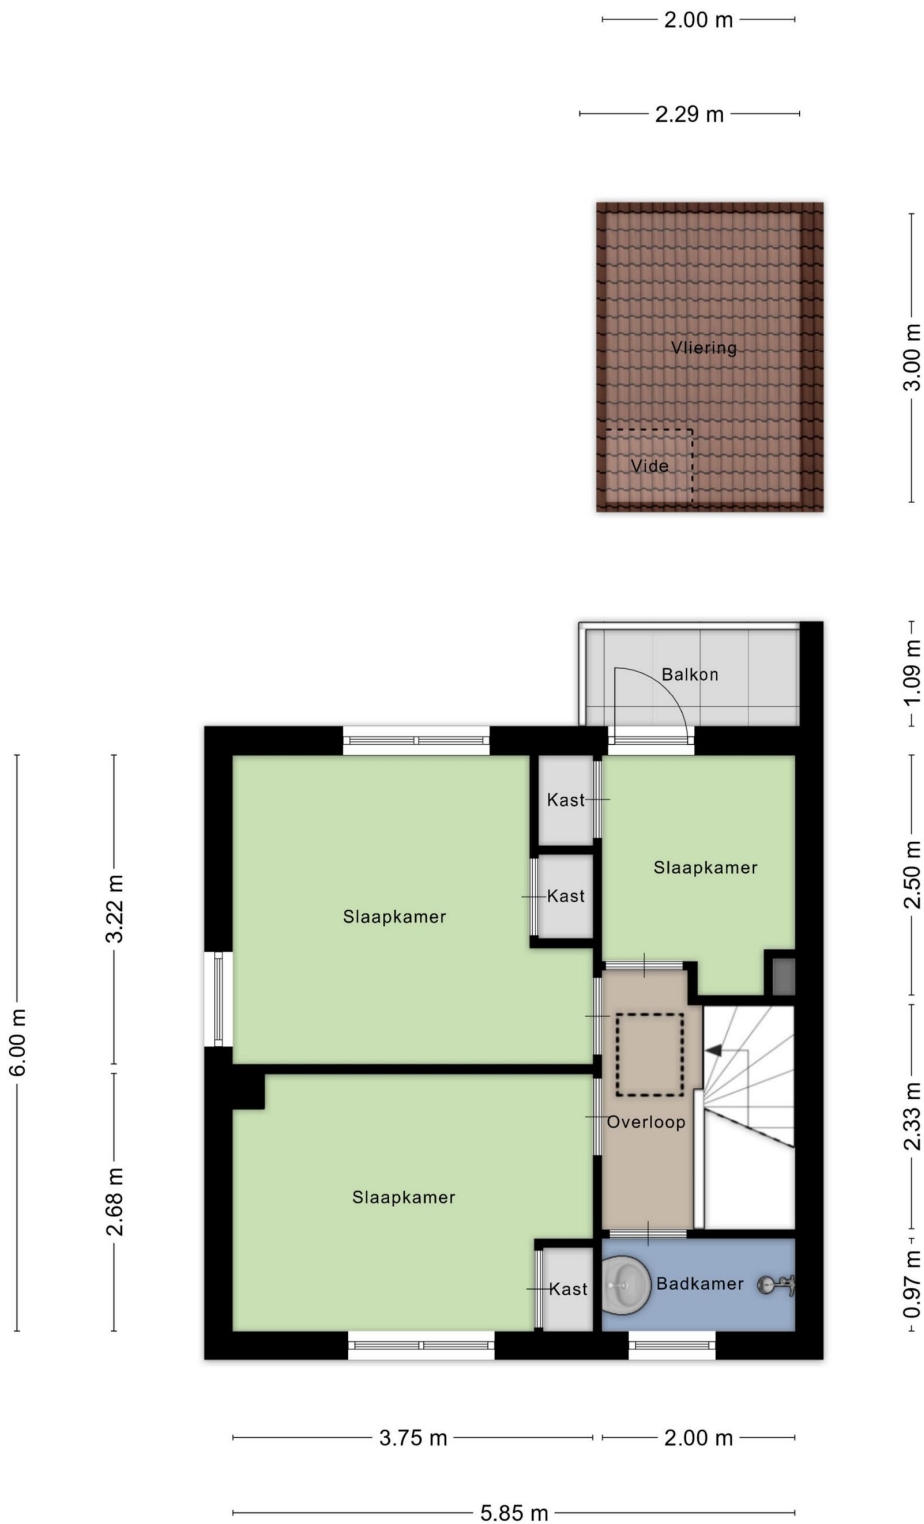 2.00 m
2.29 m
3.00 m
Vliering
Vide
1.09 m
Balkon
Kast
Slaapkamer
2.50 m
Kast
3.22 m
Slaapkamer
6.00 m
Overloop
2.33 m
2.68 m
Slaapkamer
Kast
Badkamer
0.97 m
3.75 m
2.00 m
5.85 m